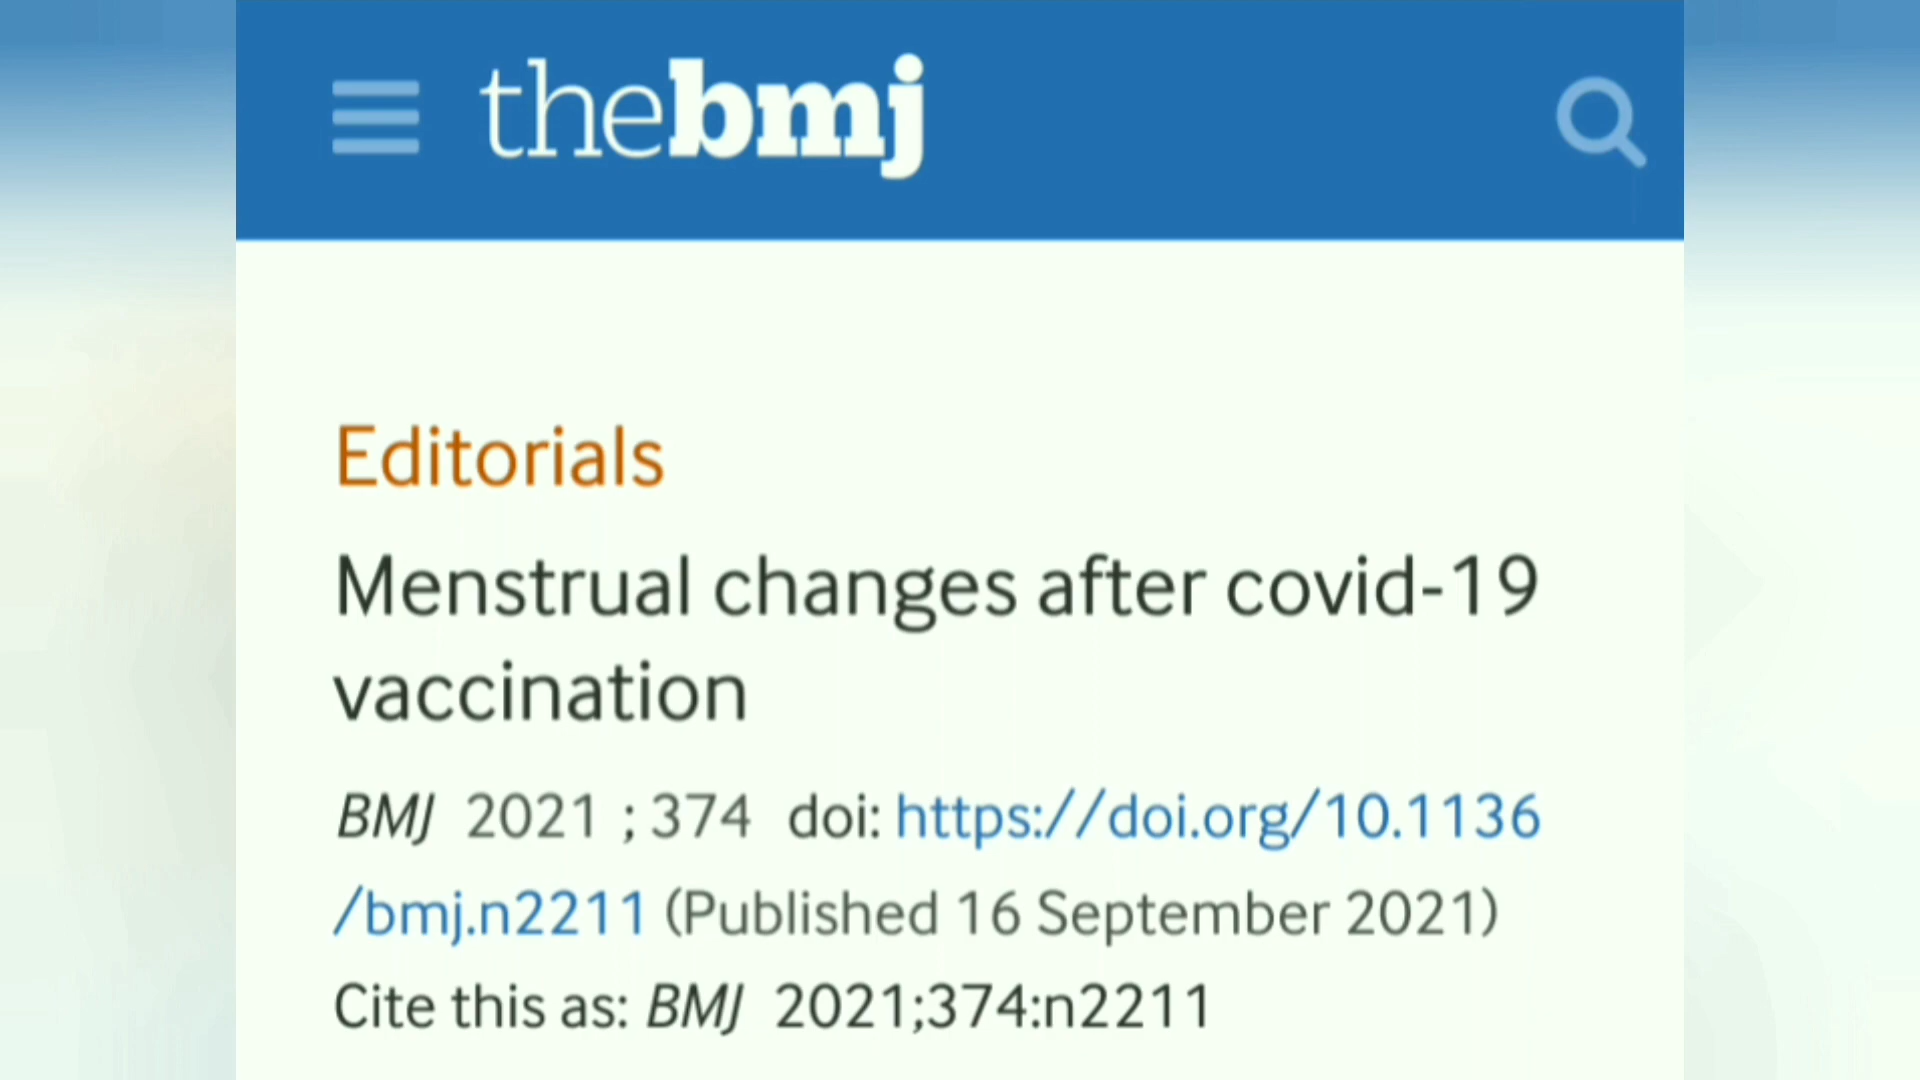 thebmj
Editorials
Menstrual changes after covid-19
vaccination
BMJ 2021 ; 374 doi: https://doi.org/10.1136
/bmj.n2211 (Published 16 September 2021)
Cite this as: BMJ 2021;374:n2211